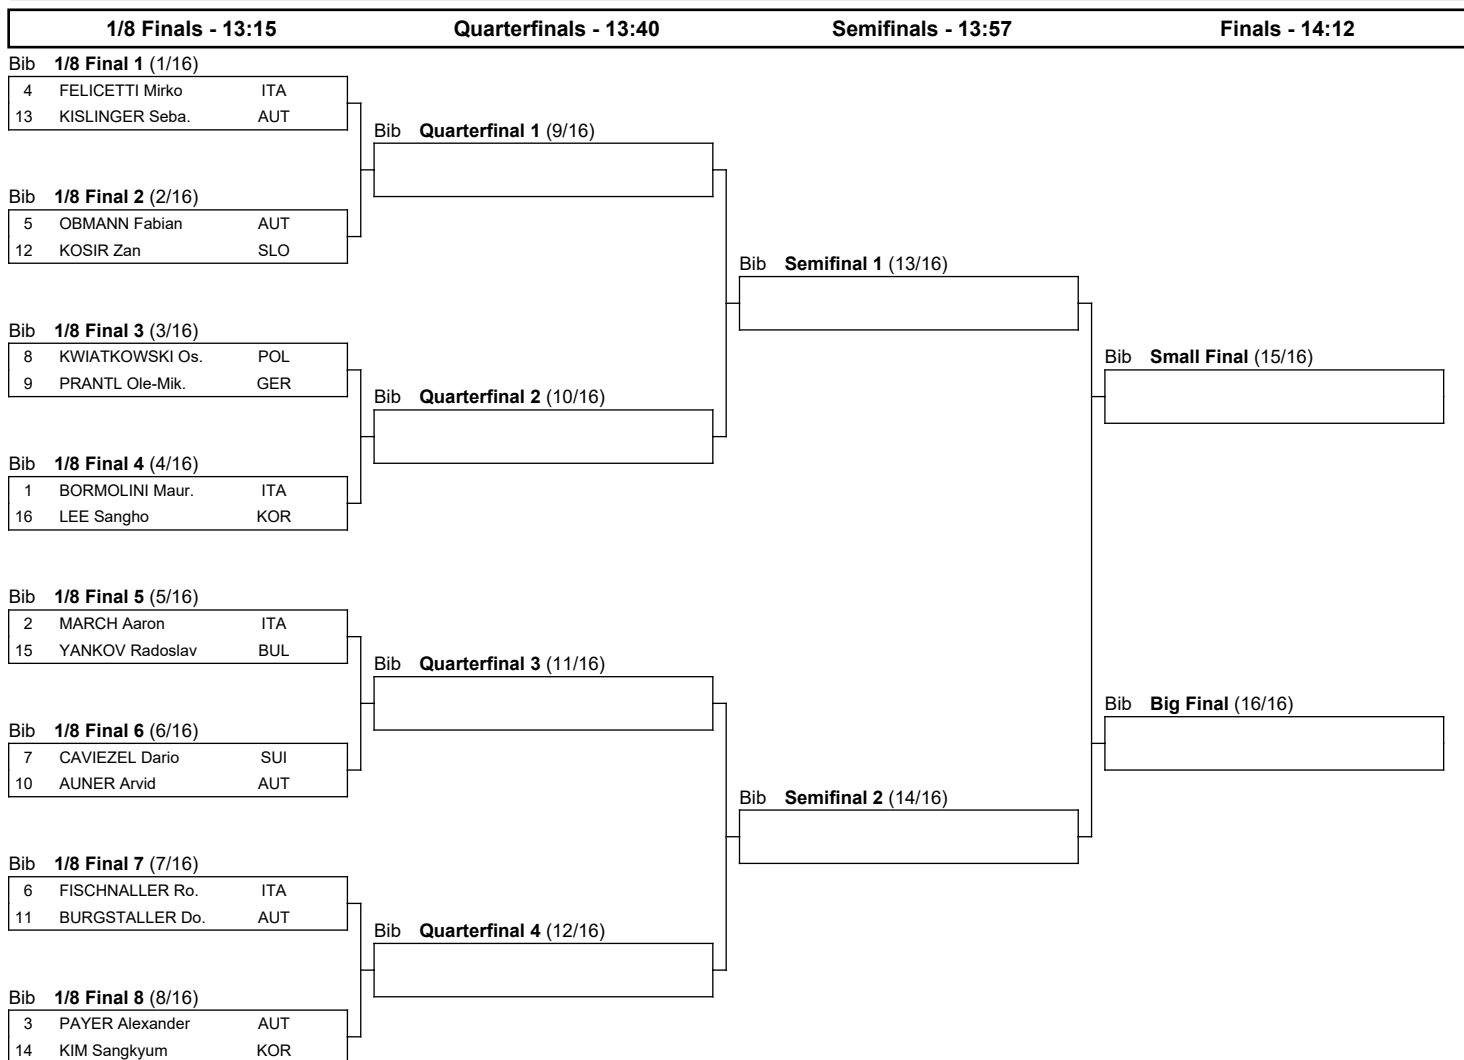 1/8 Finals - 13:15 Quarterfinals - 13:40 Semifinals - 13:57 Finals - 14:12
Bib 1/8 Final 1 (1/16)
4 FELICETTI Mirko ITA
13 KISLINGER Seba. AUT
Bib Quarterfinal 1 (9/16)
Bib 1/8 Final 2 (2/16)
5 OBMANN Fabian AUT
12 KOSIR Zan SLO
Bib Semifinal 1 (13/16)
Bib 1/8 Final 3 (3/16)
8 KWIATKOWSKI Os. POL
Bib Small Final (15/16)
9 PRANTL Ole-Mik. GER
Bib Quarterfinal 2 (10/16)
Bib 1/8 Final 4 (4/16)
1 BORMOLINI Maur. ITA
16 LEE Sangho KOR
Bib 1/8 Final 5 (5/16)
2 MARCH Aaron ITA
15 YANKOV Radoslav BUL
Bib Quarterfinal 3 (11/16)
Bib Big Final (16/16)
Bib 1/8 Final 6 (6/16)
7 CAVIEZEL Dario SUI
10 AUNER Arvid AUT
Bib Semifinal 2 (14/16)
Bib 1/8 Final 7 (7/16)
6 FISCHNALLER Ro. ITA
11 BURGSTALLER Do. AUT
Bib Quarterfinal 4 (12/16)
Bib 1/8 Final 8 (8/16)
3 PAYER Alexander AUT
14 KIM Sangkyum KOR